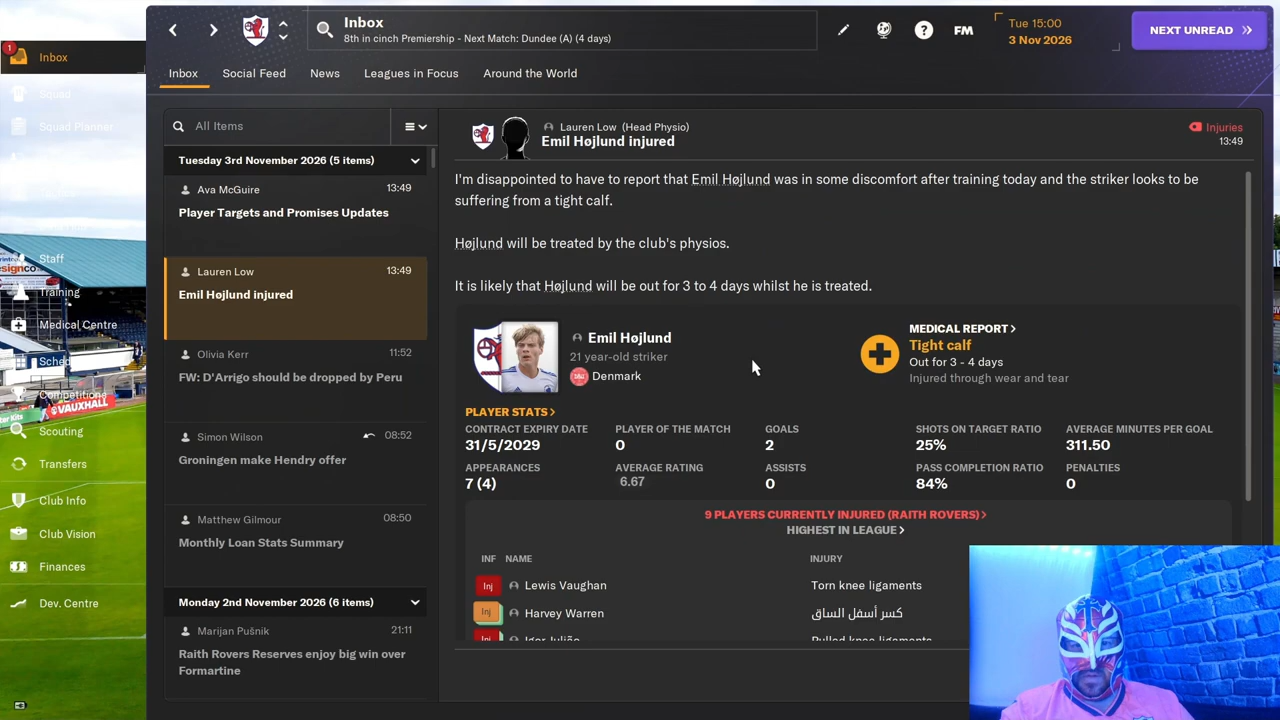 Inbox
8th in cinch Premiership - Next Match: Dundee (A) (4 days)
FM
Tue 15:00
3 Nov 2026
NEXT UNREAD
1
Inbox
Squad
Squad Planner
Staff
Training
Medical Centre
Competitions
Scouting
Transfers
Club Info
Club Vision
Finances
Dev. Centre
VAUXHALL
Inbox
Social Feed
News
Leagues in Focus
Around the World
All Items
Tuesday 3rd November 2026 (5 items)
Ava McGuire 13:49
Player Targets and Promises Updates
Lauren Low 13:49
Emil Højlund injured
Olivia Kerr 11:52
FW: D'Arrigo should be dropped by Peru
Simon Wilson 08:52
Groningen make Hendry offer
Matthew Gilmour 08:50
Monthly Loan Stats Summary
Monday 2nd November 2026 (6 items)
Marijan Pušnik 21:11
Raith Rovers Reserves enjoy big win over
Formartine
Lauren Low (Head Physio)
Emil Højlund injured
Injuries
13:49
I'm disappointed to have to report that Emil Højlund was in some discomfort after training today and the striker looks to be
suffering from a tight calf.
Højlund will be treated by the club's physios.
It is likely that Højlund will be out for 3 to 4 days whilst he is treated.
Emil Højlund
21 year-old striker
Denmark
MEDICAL REPORT
Tight calf
Out for 3 - 4 days
Injured through wear and tear
PLAYER STATS
CONTRACT EXPIRY DATE PLAYER OF THE MATCH GOALS SHOTS ON TARGET RATIO AVERAGE MINUTES PER GOAL
31/5/2029 0 2 25% 311.50
APPEARANCES AVERAGE RATING ASSISTS PASS COMPLETION RATIO PENALTIES
7 (4) 6.67 0 84% 0
9 PLAYERS CURRENTLY INJURED (RAITH ROVERS)
HIGHEST IN LEAGUE
INF NAME INJURY
Inj Lewis Vaughan Torn knee ligaments
Inj Harvey Warren كسر أسفل الساق